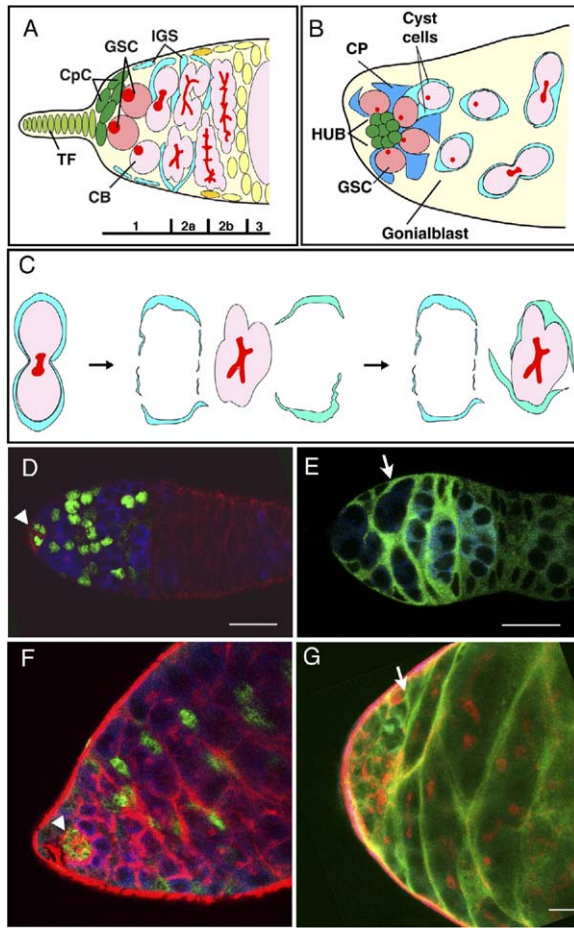 A
GSC
IGS
CpC
TF
CB
1 2a 2b 3
B
Cyst cells
CP
HUB
GSC
Gonialblast
C
D
E
F
G